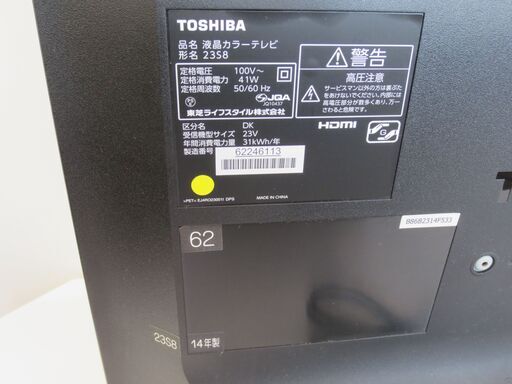 TOSHIBA
品名 液晶カラーテレビ
形名 23S8
定格電圧 100V～
定格消費電力 41W
定格周波数 50/60 Hz
JQA
JQ10437
東芝ライフスタイル株式会社
区分名 DK
受信機型サイズ 23V
年間消費電力量 31kWh/年
製造番号 62246113
MADE IN CHINA
警告
高圧注意
サービスマン以外の方は裏ぶたをあけないでください。内部には高電圧部分が数多くあり、万一さわると危険です。
HDMI
G
B86B2314F533
62
14年製
23S8